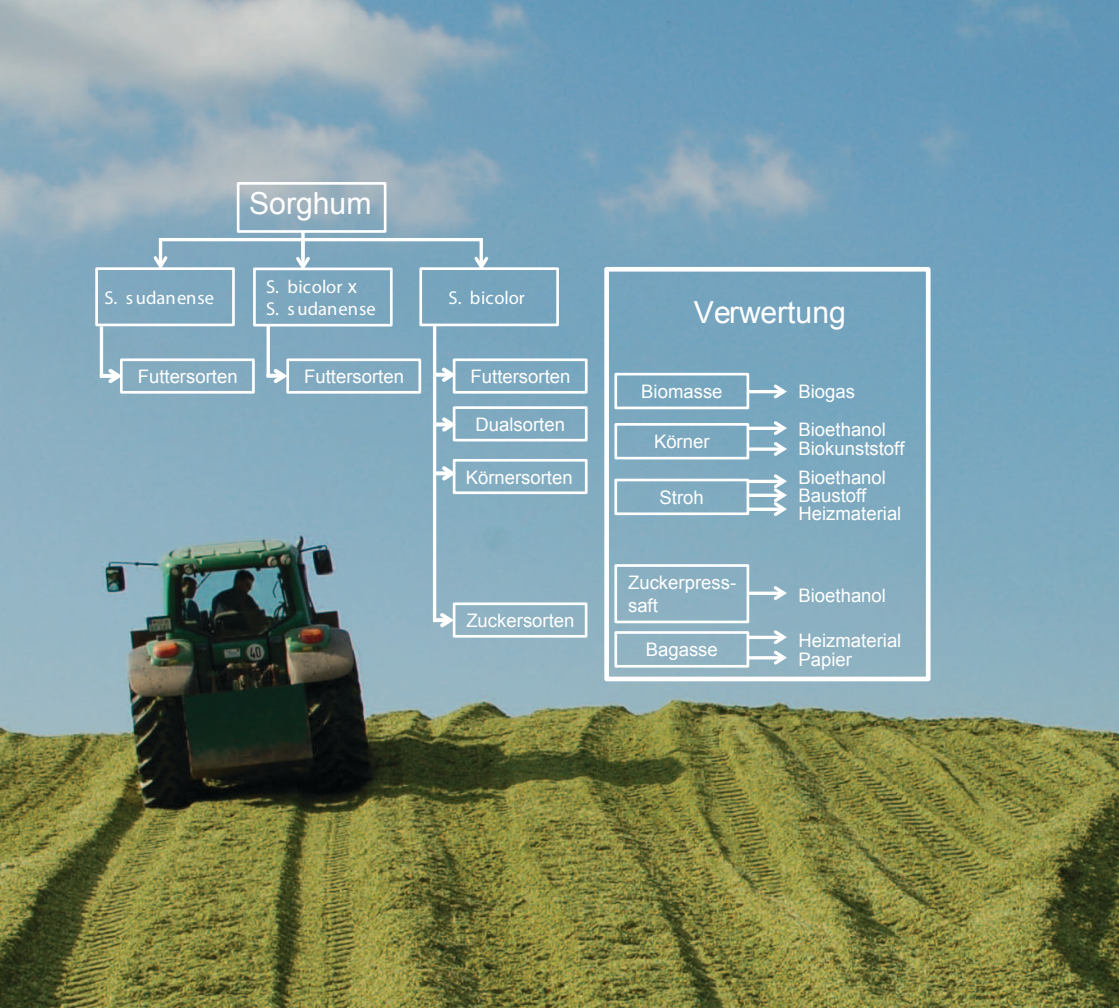 Sorghum
S. sudanense
S. bicolor x
S. sudanense
S. bicolor
Futtersorten
Futtersorten
Futtersorten
Dualsorten
Körnersorten
Zuckersorten
Verwertung
Biomasse
Biogas
Körner
Bioethanol
Biokunststoff
Stroh
Bioethanol
Baustoff
Heizmaterial
Zuckerpress-
saft
Bioethanol
Bagasse
Heizmaterial
Papier
40